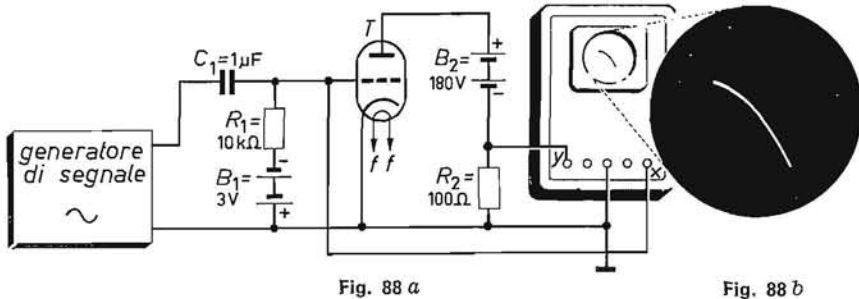 generatore
di segnale
C₁=1µF
R₁=
10kΩ
-
B₁=
3V
+
T
f f
+
B₂=
180V
-
R₂=
100Ω
y
x
Fig. 88 a
Fig. 88 b